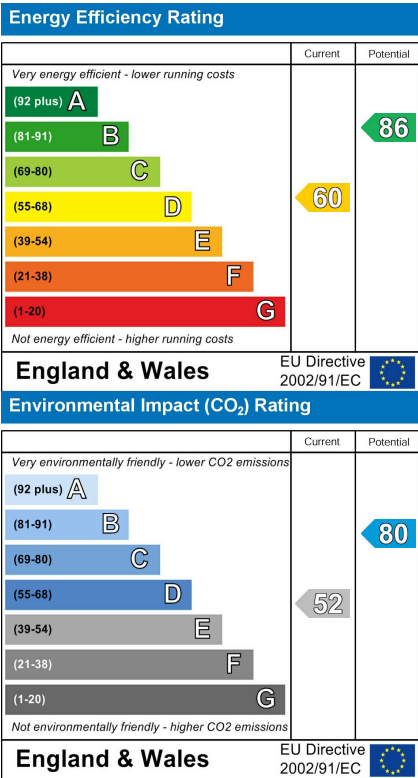 Energy Efficiency Rating
Current Potential
Very energy efficient - lower running costs
(92 plus) A
(81-91) B
86
(69-80) C
(55-68) D
60
(39-54) E
(21-38) F
(1-20) G
Not energy efficient - higher running costs
England & Wales
EU Directive
2002/91/EC
Environmental Impact (CO₂) Rating
Current Potential
Very environmentally friendly - lower CO2 emissions
(92 plus) A
(81-91) B
(69-80) C
80
(55-68) D
52
(39-54) E
(21-38) F
(1-20) G
Not environmentally friendly - higher CO2 emissions
England & Wales
EU Directive
2002/91/EC